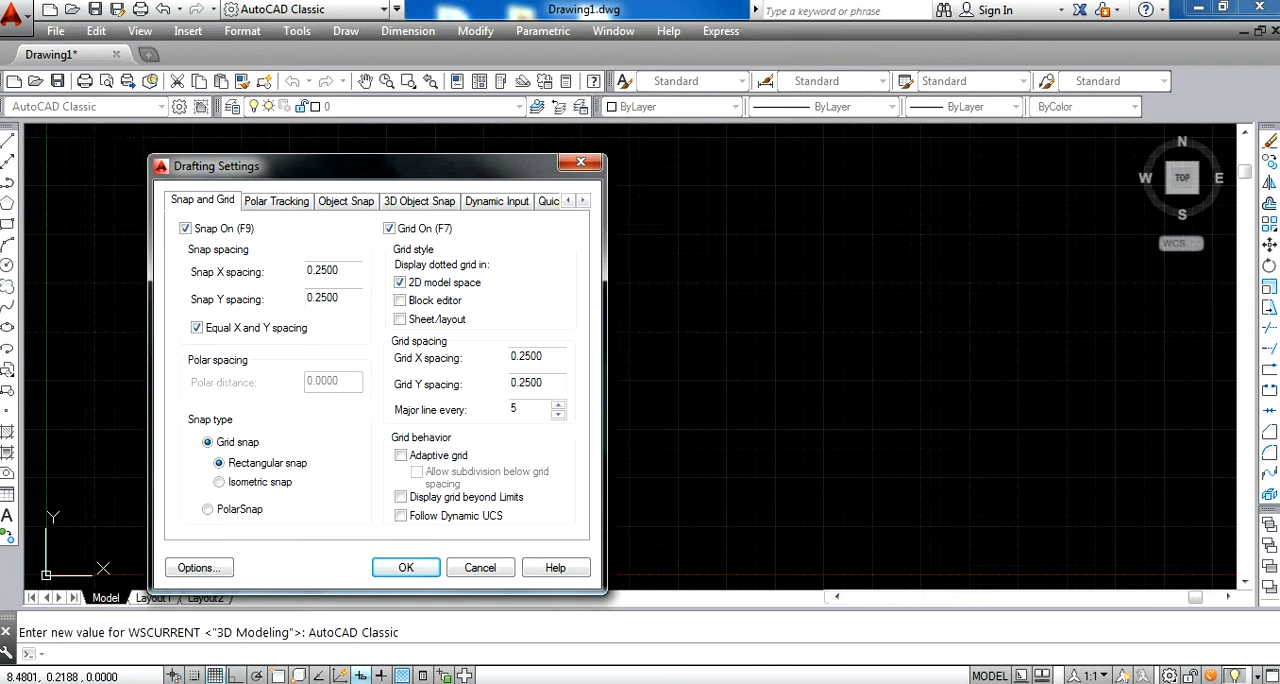 AutoCAD Classic
Drawing1.dwg
Type a keyword or phrase
Sign In
File Edit View Insert Format Tools Draw Dimension Modify Parametric Window Help Express
Drawing1*
Standard Standard Standard Standard
AutoCAD Classic 0 ByLayer ByLayer ByLayer ByColor
Drafting Settings
Snap and Grid Polar Tracking Object Snap 3D Object Snap Dynamic Input Quic
Snap On (F9)
Snap spacing
Snap X spacing: 0.2500
Snap Y spacing: 0.2500
Equal X and Y spacing
Polar spacing
Polar distance: 0.0000
Snap type
Grid snap
Rectangular snap
Isometric snap
PolarSnap
Grid On (F7)
Grid style
Display dotted grid in:
2D model space
Block editor
Sheet/layout
Grid spacing
Grid X spacing: 0.2500
Grid Y spacing: 0.2500
Major line every: 5
Grid behavior
Adaptive grid
Allow subdivision below grid
spacing
Display grid beyond Limits
Follow Dynamic UCS
Options... OK Cancel Help
N
W TOP E
S
WCS
Y
X
Model Layout1 Layout2
Enter new value for WSCURRENT <"3D Modeling">: AutoCAD Classic
8.4801, 0.2188, 0.0000
MODEL 1:1